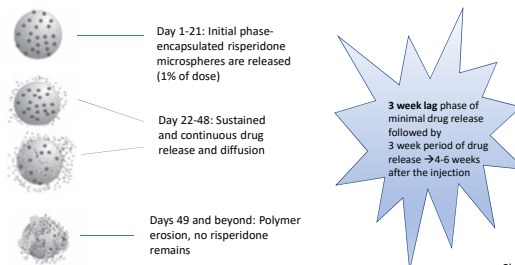 Day 1-21: Initial phase-
encapsulated risperidone
microspheres are released
(1% of dose)
Day 22-48: Sustained
and continuous drug
release and diffusion
Days 49 and beyond: Polymer
erosion, no risperidone
remains
3 week lag phase of
minimal drug release
followed by
3 week period of drug
release →4-6 weeks
after the injection